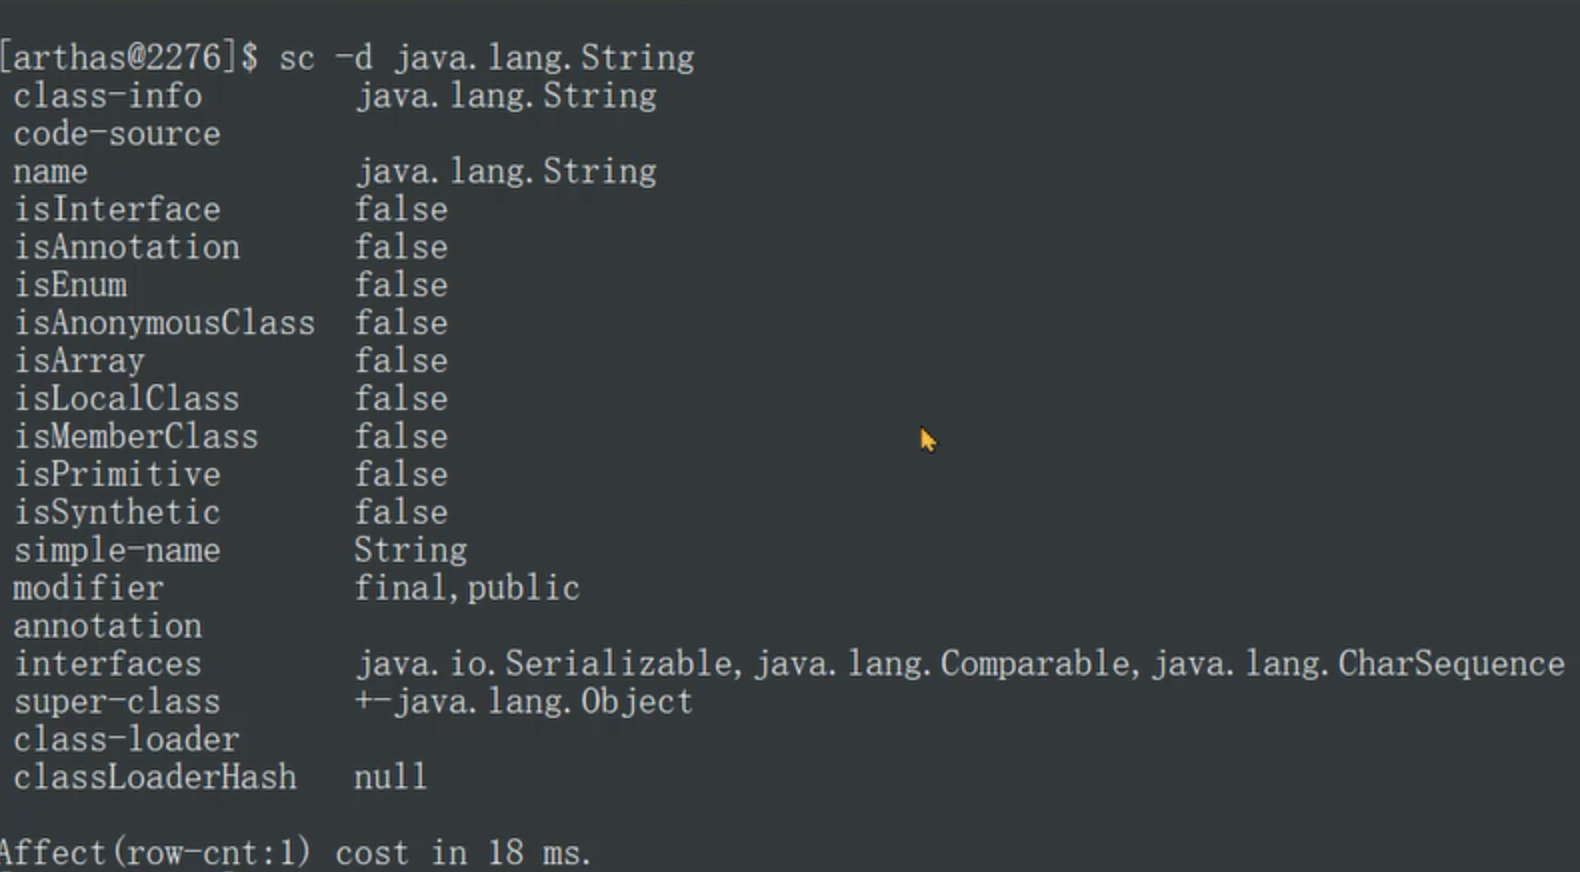 [arthas@2276]$ sc -d java.lang.String
class-info java.lang.String
code-source
name java.lang.String
isInterface false
isAnnotation false
isEnum false
isAnonymousClass false
isArray false
isLocalClass false
isMemberClass false
isPrimitive false
isSynthetic false
simple-name String
modifier final,public
annotation
interfaces java.io.Serializable,java.lang.Comparable,java.lang.CharSequence
super-class +-java.lang.Object
class-loader
classLoaderHash null
Affect(row-cnt:1) cost in 18 ms.